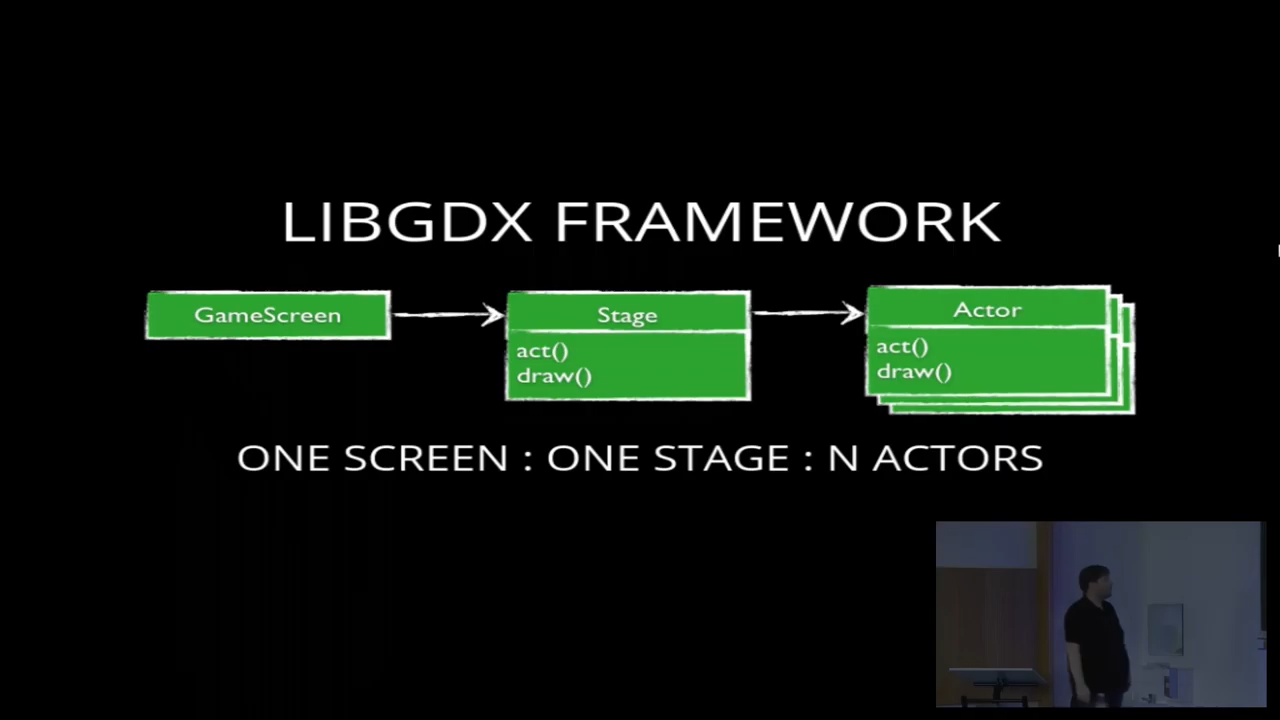 LIBGDX FRAMEWORK
GameScreen
Stage
act()
draw()
Actor
act()
draw()
ONE SCREEN : ONE STAGE : N ACTORS